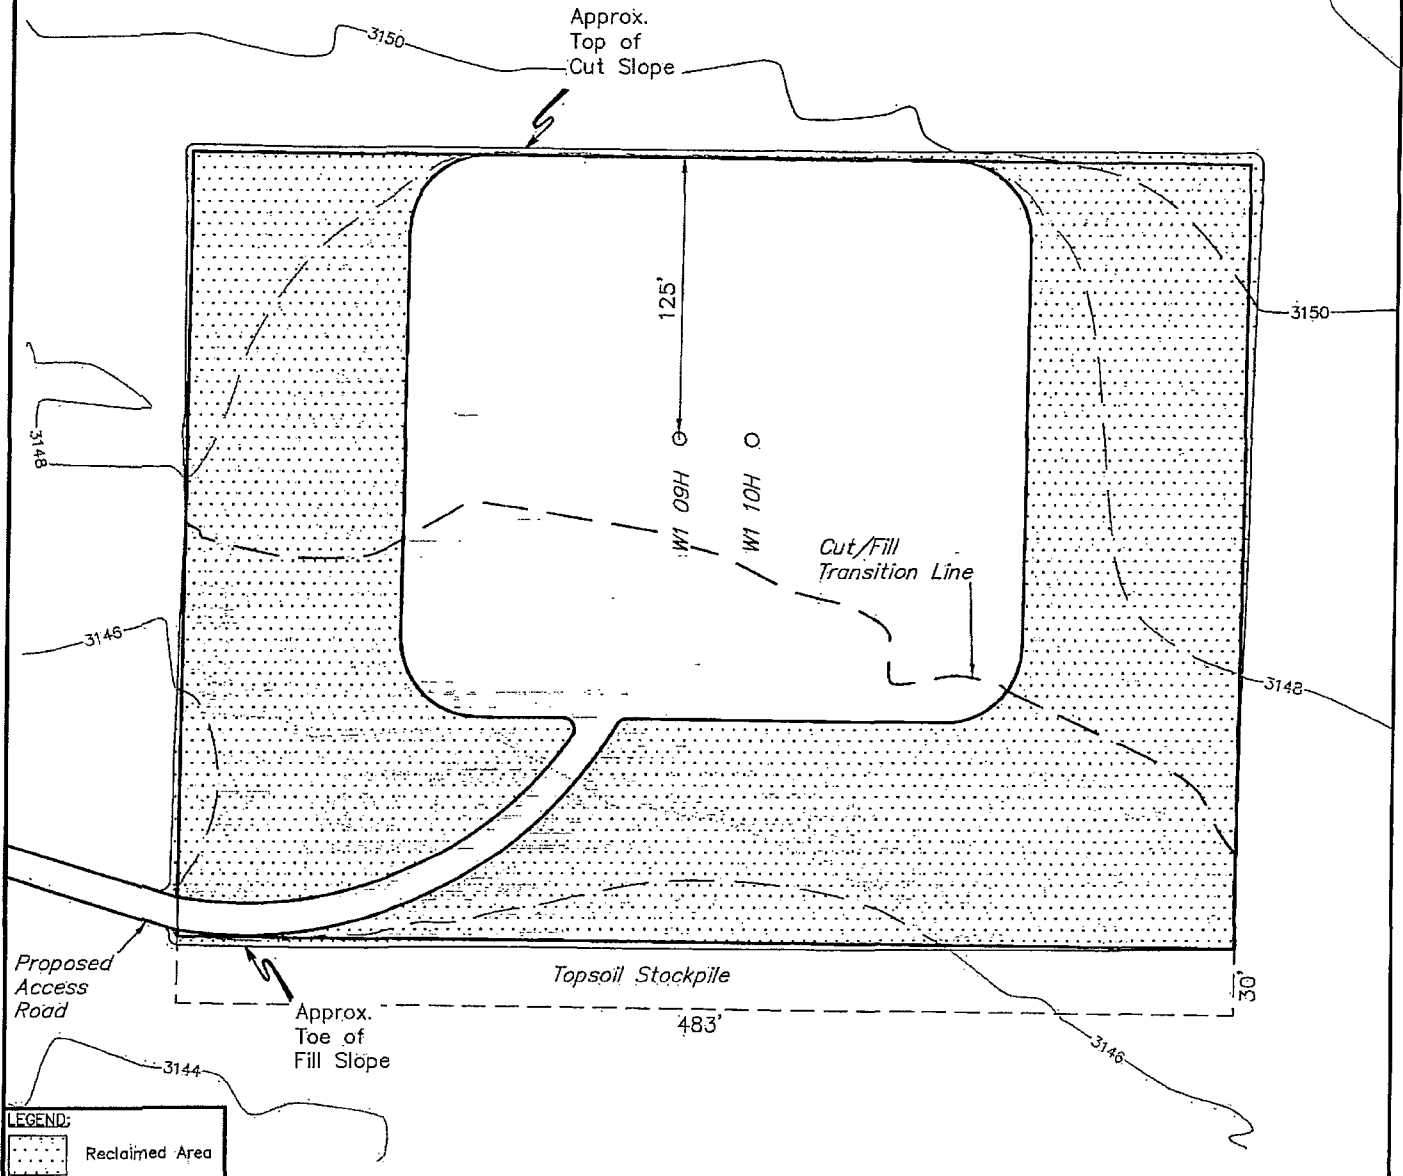 Approx.
Top of
Cut Slope
3150
125'
3150
3148
W1 09H
W1 10H
Cut/Fill
Transition Line
3146
3148
Proposed
Access
Road
Topsoil Stockpile
30'
483'
Approx.
Toe of
Fill Slope
3146
3144
LEGEND:
Reclaimed Area